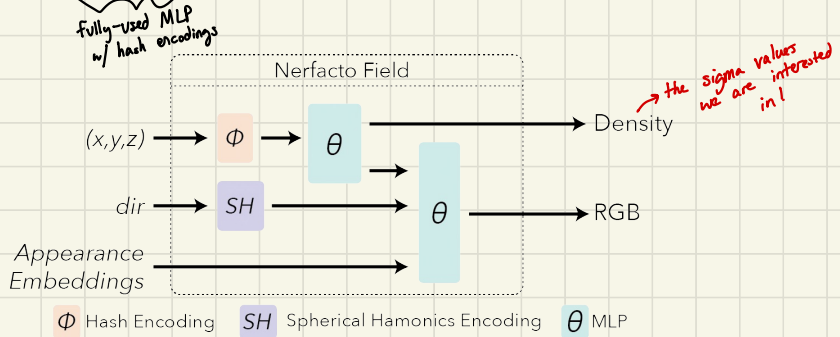 fully-used MLP
w/ hash encodings
Nerfacto Field
the sigma values
we are interested
in!
(x,y,z)
Φ
θ
Density
dir
SH
θ
RGB
Appearance
Embeddings
Φ Hash Encoding
SH Spherical Hamonics Encoding
θ MLP